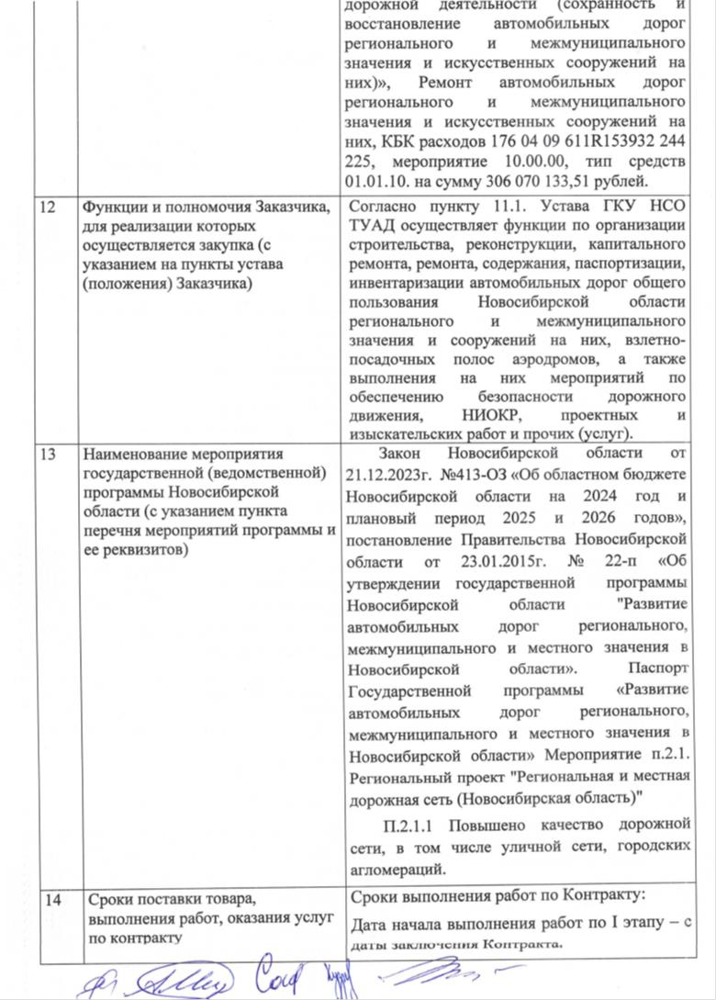 дорожной деятельности (сохранность и
восстановление автомобильных дорог
регионального и межмуниципального
значения и искусственных сооружений на
них)», Ремонт автомобильных дорог
регионального и межмуниципального
значения и искусственных сооружений на
них, КБК расходов 176 04 09 611R153932 244
225, мероприятие 10.00.00, тип средств
01.01.10. на сумму 306 070 133,51 рублей.
12
Функции и полномочия Заказчика,
для реализации которых
осуществляется закупка (с
указанием на пункты устава
(положения) Заказчика)
Согласно пункту 11.1. Устава ГКУ НСО
ТУАД осуществляет функции по организации
строительства, реконструкции, капитального
ремонта, ремонта, содержания, паспортизации,
инвентаризации автомобильных дорог общего
пользования Новосибирской области
регионального и межмуниципального
значения и сооружений на них, взлетно-
посадочных полос аэродромов, а также
выполнения на них мероприятий по
обеспечению безопасности дорожного
движения, НИОКР, проектных и
изыскательских работ и прочих (услуг).
13
Наименование мероприятия
государственной (ведомственной)
программы Новосибирской
области (с указанием пункта
перечня мероприятий программы и
ее реквизитов)
Закон Новосибирской области от
21.12.2023г. №413-ОЗ «Об областном бюджете
Новосибирской области на 2024 год и
плановый период 2025 и 2026 годов»,
постановление Правительства Новосибирской
области от 23.01.2015г. № 22-п «Об
утверждении государственной программы
Новосибирской области "Развитие
автомобильных дорог регионального,
межмуниципального и местного значения в
Новосибирской области». Паспорт
Государственной программы «Развитие
автомобильных дорог регионального,
межмуниципального и местного значения в
Новосибирской области» Мероприятие п.2.1.
Региональный проект "Региональная и местная
дорожная сеть (Новосибирская область)"
П.2.1.1 Повышено качество дорожной
сети, в том числе уличной сети, городских
агломераций.
14
Сроки поставки товара,
выполнения работ, оказания услуг
по контракту
Сроки выполнения работ по Контракту:
Дата начала выполнения работ по I этапу – с
даты заключения Контракта.